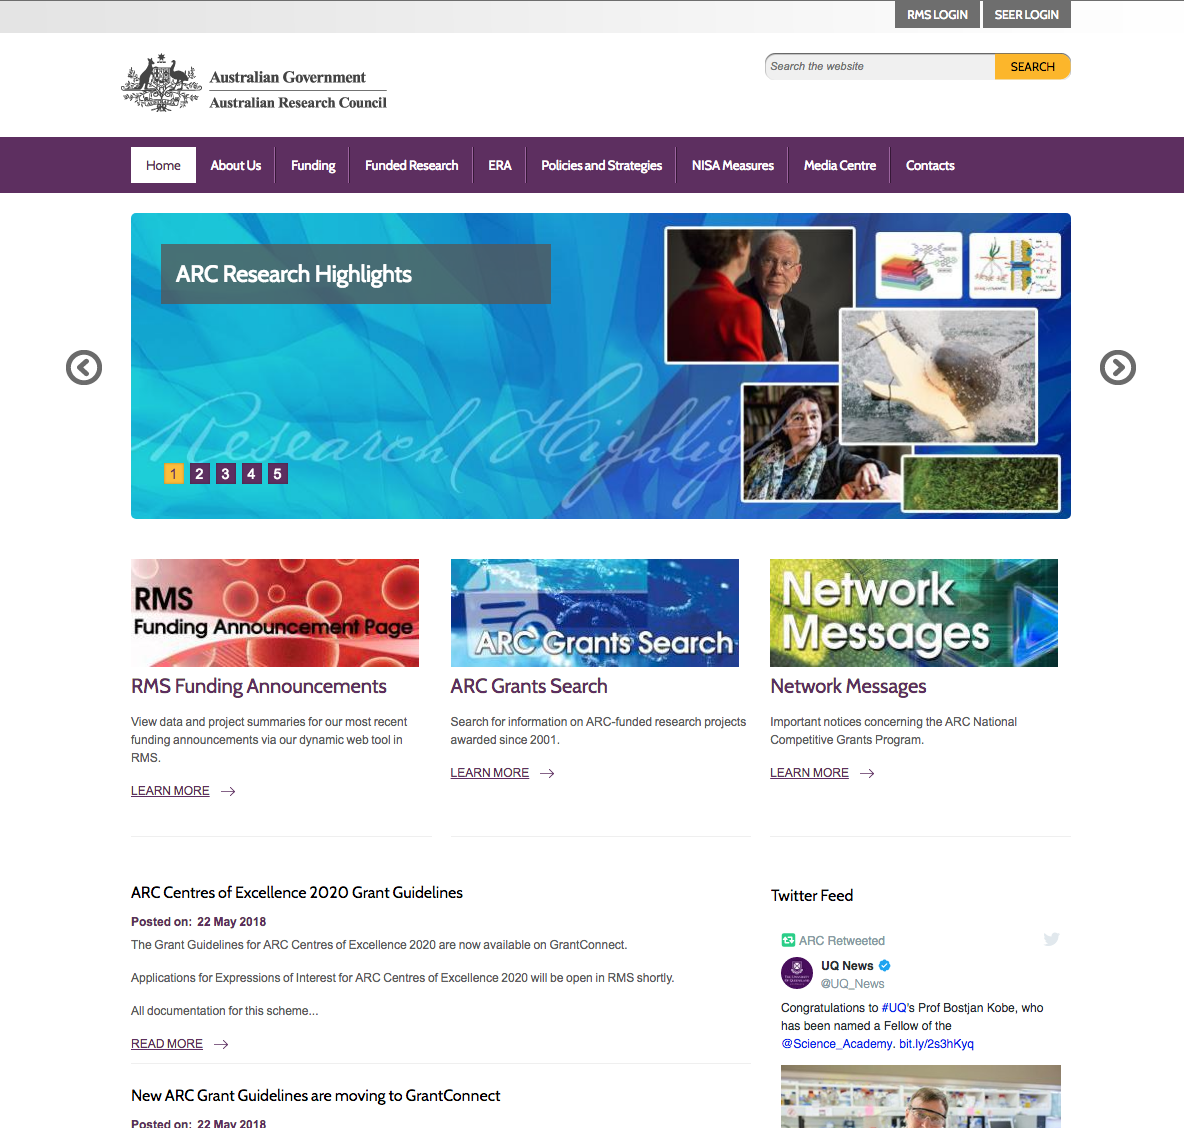 RMS LOGIN
SEER LOGIN
Australian Government
Australian Research Council
Search the website
SEARCH
Home
About Us
Funding
Funded Research
ERA
Policies and Strategies
NISA Measures
Media Centre
Contacts
ARC Research Highlights
Research Highlights
1 2 3 4 5
RMS
Funding Announcement Page
RMS Funding Announcements
View data and project summaries for our most recent
funding announcements via our dynamic web tool in
RMS.
LEARN MORE
ARC Grants Search
ARC Grants Search
Search for information on ARC-funded research projects
awarded since 2001.
LEARN MORE
Network
Messages
Network Messages
Important notices concerning the ARC National
Competitive Grants Program.
LEARN MORE
ARC Centres of Excellence 2020 Grant Guidelines
Posted on: 22 May 2018
The Grant Guidelines for ARC Centres of Excellence 2020 are now available on GrantConnect.
Applications for Expressions of Interest for ARC Centres of Excellence 2020 will be open in RMS shortly.
All documentation for this scheme...
READ MORE
New ARC Grant Guidelines are moving to GrantConnect
Posted on: 22 May 2018
Twitter Feed
ARC Retweeted
UQ News
@UQ_News
Congratulations to #UQ's Prof Bostjan Kobe, who
has been named a Fellow of the
@Science_Academy. bit.ly/2s3hKyq